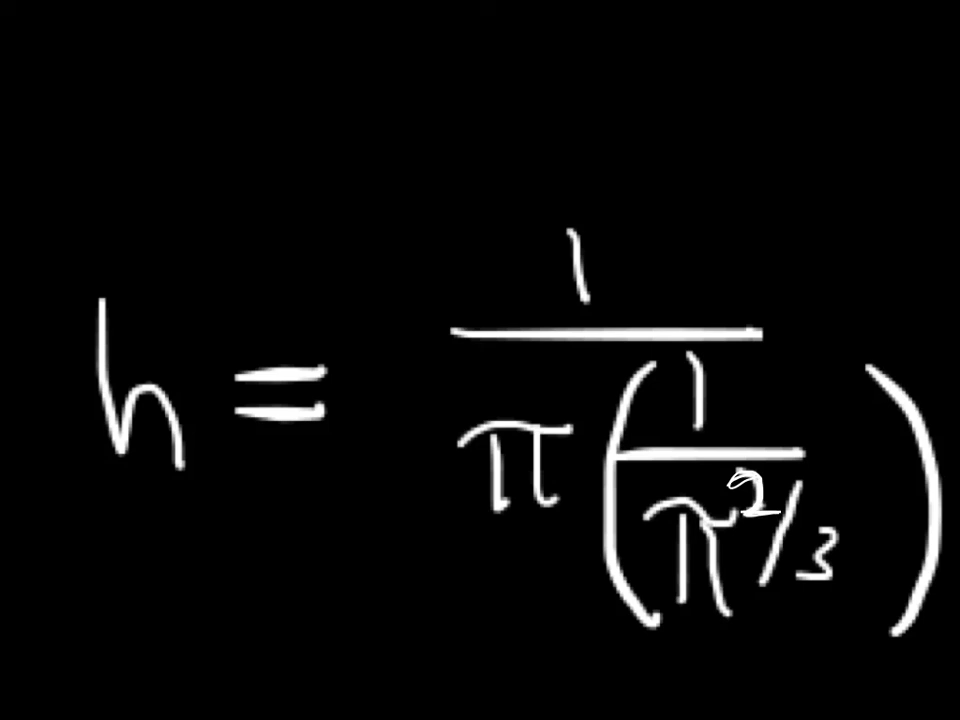 h = 1 / π(1 / π^2/3)